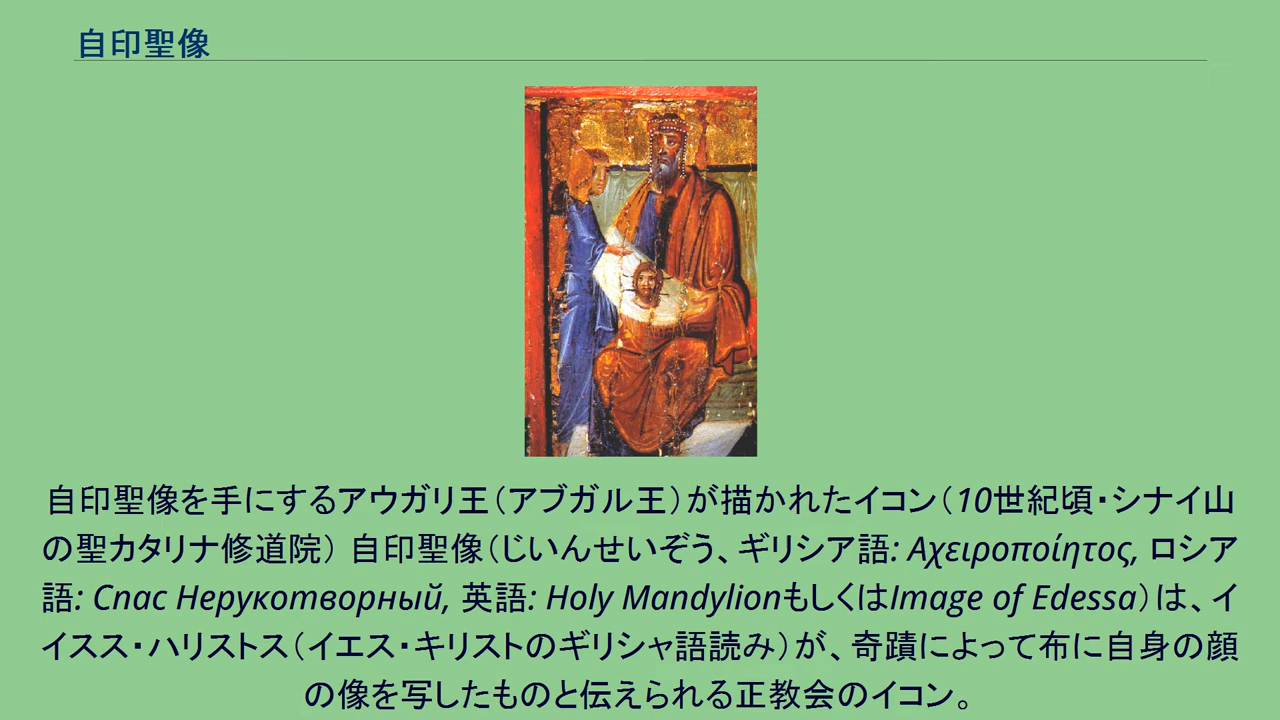 自印聖像
自印聖像を手にするアウガリ王（アブガル王）が描かれたイコン（10世紀頃・シナイ山
の聖カタリナ修道院） 自印聖像（じいんせいぞう、ギリシア語: Αχειροποίητος, ロシア
語: Спас Нерукотворный, 英語: Holy MandylionもしくはImage of Edessa）は、イ
イスス・ハリストス（イエス・キリストのギリシャ語読み）が、奇蹟によって布に自身の顔
の像を写したものと伝えられる正教会のイコン。